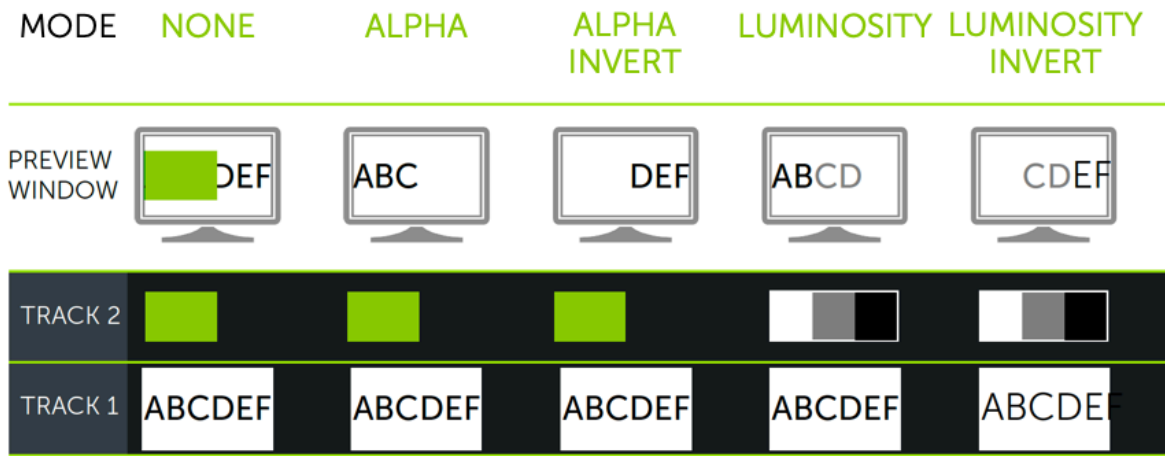 MODE NONE ALPHA ALPHA INVERT LUMINOSITY LUMINOSITY INVERT
PREVIEW WINDOW
DEF ABC DEF ABCD CDEF
TRACK 2
TRACK 1 ABCDEF ABCDEF ABCDEF ABCDEF ABCDEF